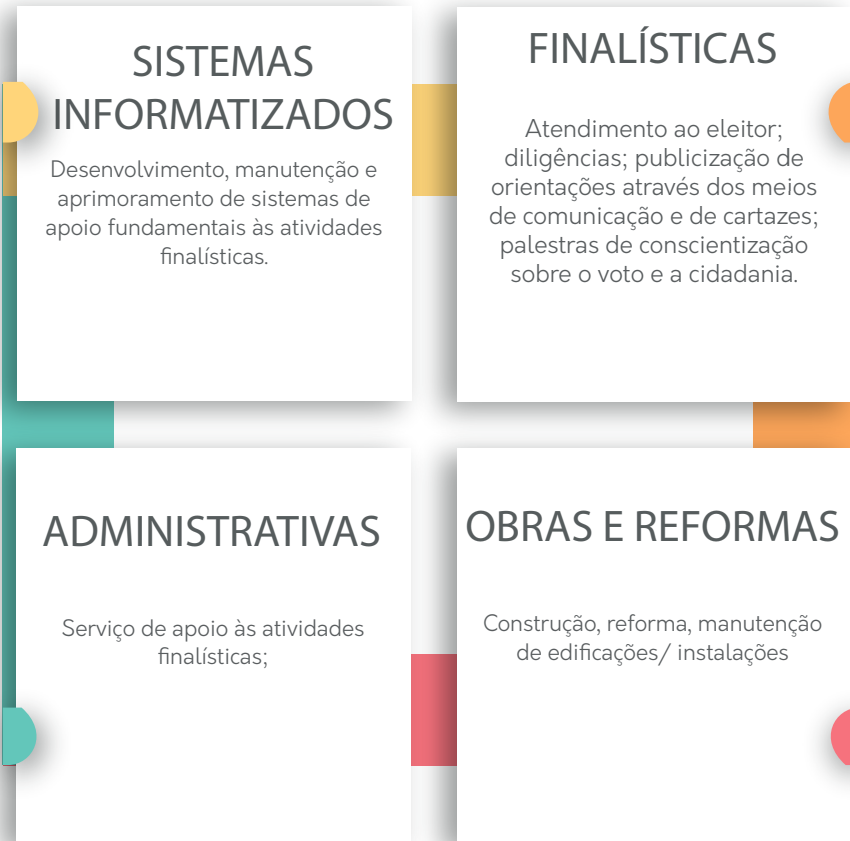 SISTEMAS
INFORMATIZADOS
Desenvolvimento, manutenção e
aprimoramento de sistemas de
apoio fundamentais às atividades
finalísticas.
FINALÍSTICAS
Atendimento ao eleitor;
diligências; publicização de
orientações através dos meios
de comunicação e de cartazes;
palestras de conscientização
sobre o voto e a cidadania.
ADMINISTRATIVAS
Serviço de apoio às atividades
finalísticas;
OBRAS E REFORMAS
Construção, reforma, manutenção
de edificações/ instalações